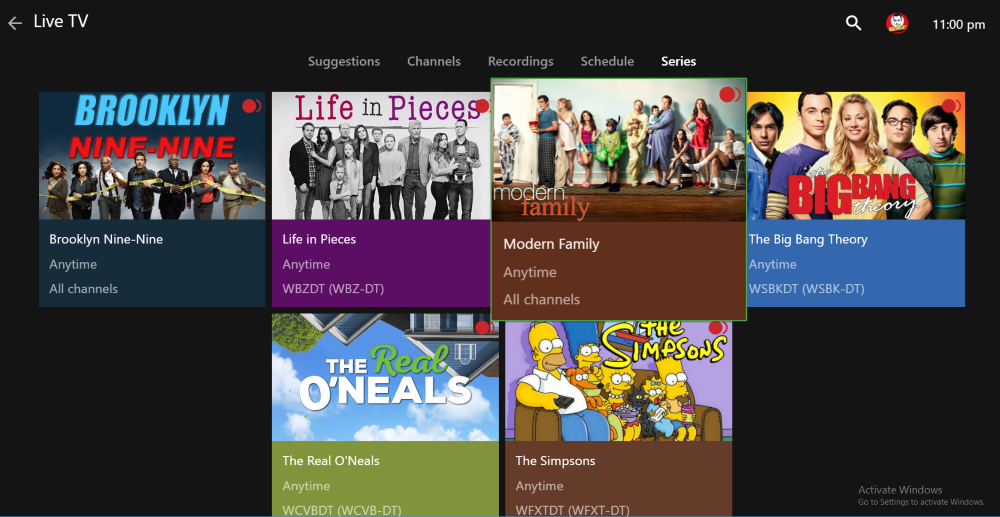 Live TV
11:00 pm
Suggestions
Channels
Recordings
Schedule
Series
BROOKLYN
NINE-NINE
Brooklyn Nine-Nine
Anytime
All channels
Life in Pieces
Life in Pieces
Anytime
WBZDT (WBZ-DT)
modern
family
Modern Family
Anytime
All channels
the
BIG BANG
theory
The Big Bang Theory
Anytime
WSBKDT (WSBK-DT)
THE Real
O'NEALS
The Real O'Neals
Anytime
WCVBDT (WCVB-DT)
THE
SIMPSONS
The Simpsons
Anytime
WFXTDT (WFXT-DT)
Activate Windows
Go to Settings to activate Windows.